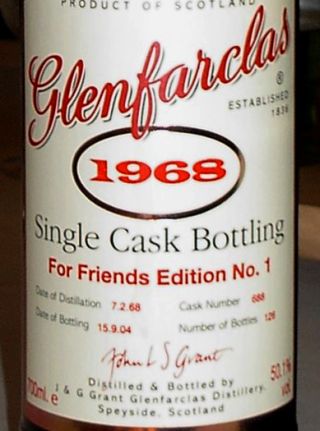 PRODUCT OF SCOTLAND
Glenfarclas ®
ESTABLISHED
1836
1968
Single Cask Bottling
For Friends Edition No. 1
Date of Distillation 7.2.68 Cask Number 688
Date of Bottling 15.9.04 Number of Bottles 126
John L S Grant
Distilled & Bottled by
700ml. e J & G Grant Glenfarclas Distillery, 50.1% vol.
Speyside, Scotland